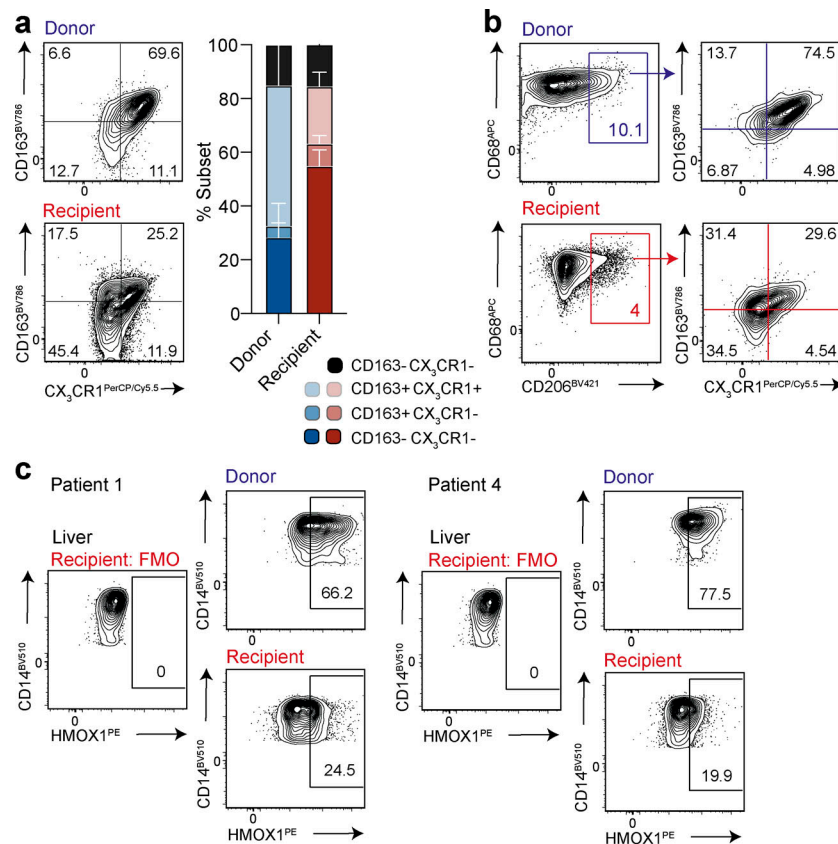 a
Donor
6.6 69.6
12.7 11.1
CD163BV786
0
0
Recipient
17.5 25.2
45.4 11.9
CD163BV786
0
0
CX3CR1PerCP/Cy5.5
% Subset
100
80
60
40
20
0
Donor
Recipient
CD163- CX3CR1-
CD163+ CX3CR1+
CD163+ CX3CR1-
CD163- CX3CR1-
b
Donor
CD68APC
0
0
10.1
13.7 74.5
6.87 4.98
CD163BV786
0
0
Recipient
CD68APC
0
0
4
CD206BV421
31.4 29.6
34.5 4.54
CD163BV786
0
0
CX3CR1PerCP/Cy5.5
c
Patient 1
Liver
Recipient: FMO
CD14BV510
0
0
0
HMOX1PE
Donor
CD14BV510
0
0
66.2
Recipient
CD14BV510
0
0
24.5
HMOX1PE
Patient 4
Liver
Recipient: FMO
CD14BV510
0
0
0
HMOX1PE
Donor
CD14BV510
0
0
77.5
Recipient
CD14BV510
0
0
19.9
HMOX1PE